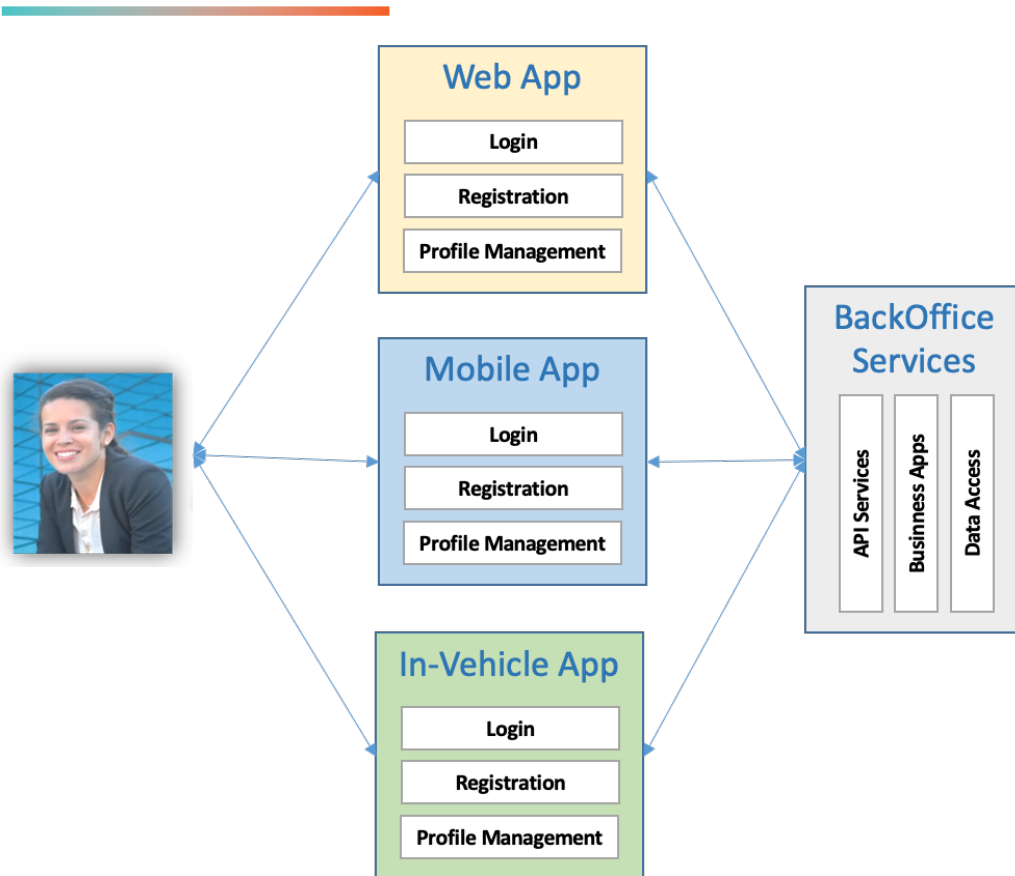 Web App
Login
Registration
Profile Management
Mobile App
Login
Registration
Profile Management
In-Vehicle App
Login
Registration
Profile Management
BackOffice
Services
API Services
Businness Apps
Data Access